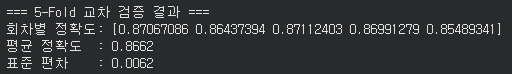 === 5-Fold 교차 검증 결과 ===
회차별 정확도: [0.87067086 0.86437394 0.87112403 0.86991279 0.85489341]
평균 정확도  : 0.8662
표준 편차    : 0.0062